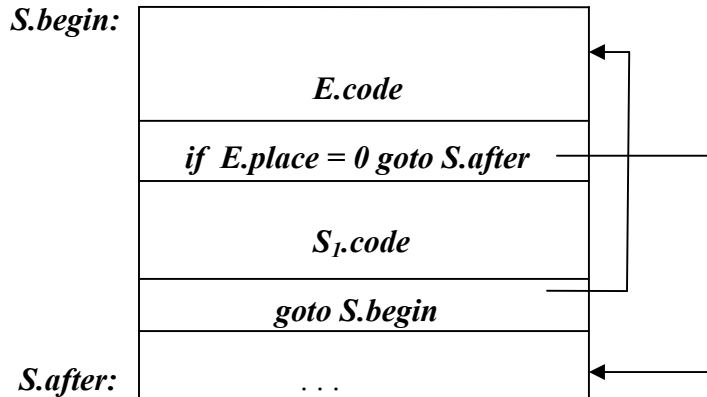 S.begin:
E.code
if E.place = 0 goto S.after
S1.code
goto S.begin
S.after:
. . .